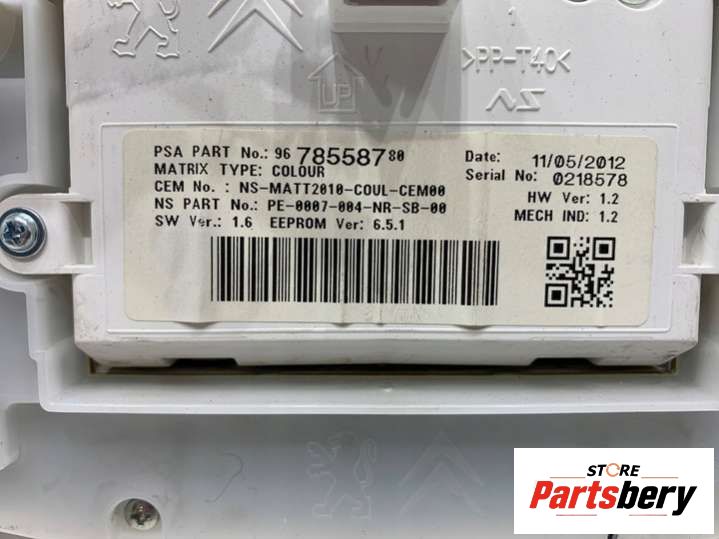 >PP-T40<
UP
PSA PART No.: 96 785587 80
MATRIX TYPE: COLOUR
CEM No. : NS-MATT2010-COUL-CEM00
NS PART No.: PE-0007-004-NR-SB-00
SW Ver.: 1.6 EEPROM Ver: 6.5.1
Date: 11/05/2012
Serial No: 0218578
HW Ver: 1.2
MECH IND: 1.2
STORE
Partsbery